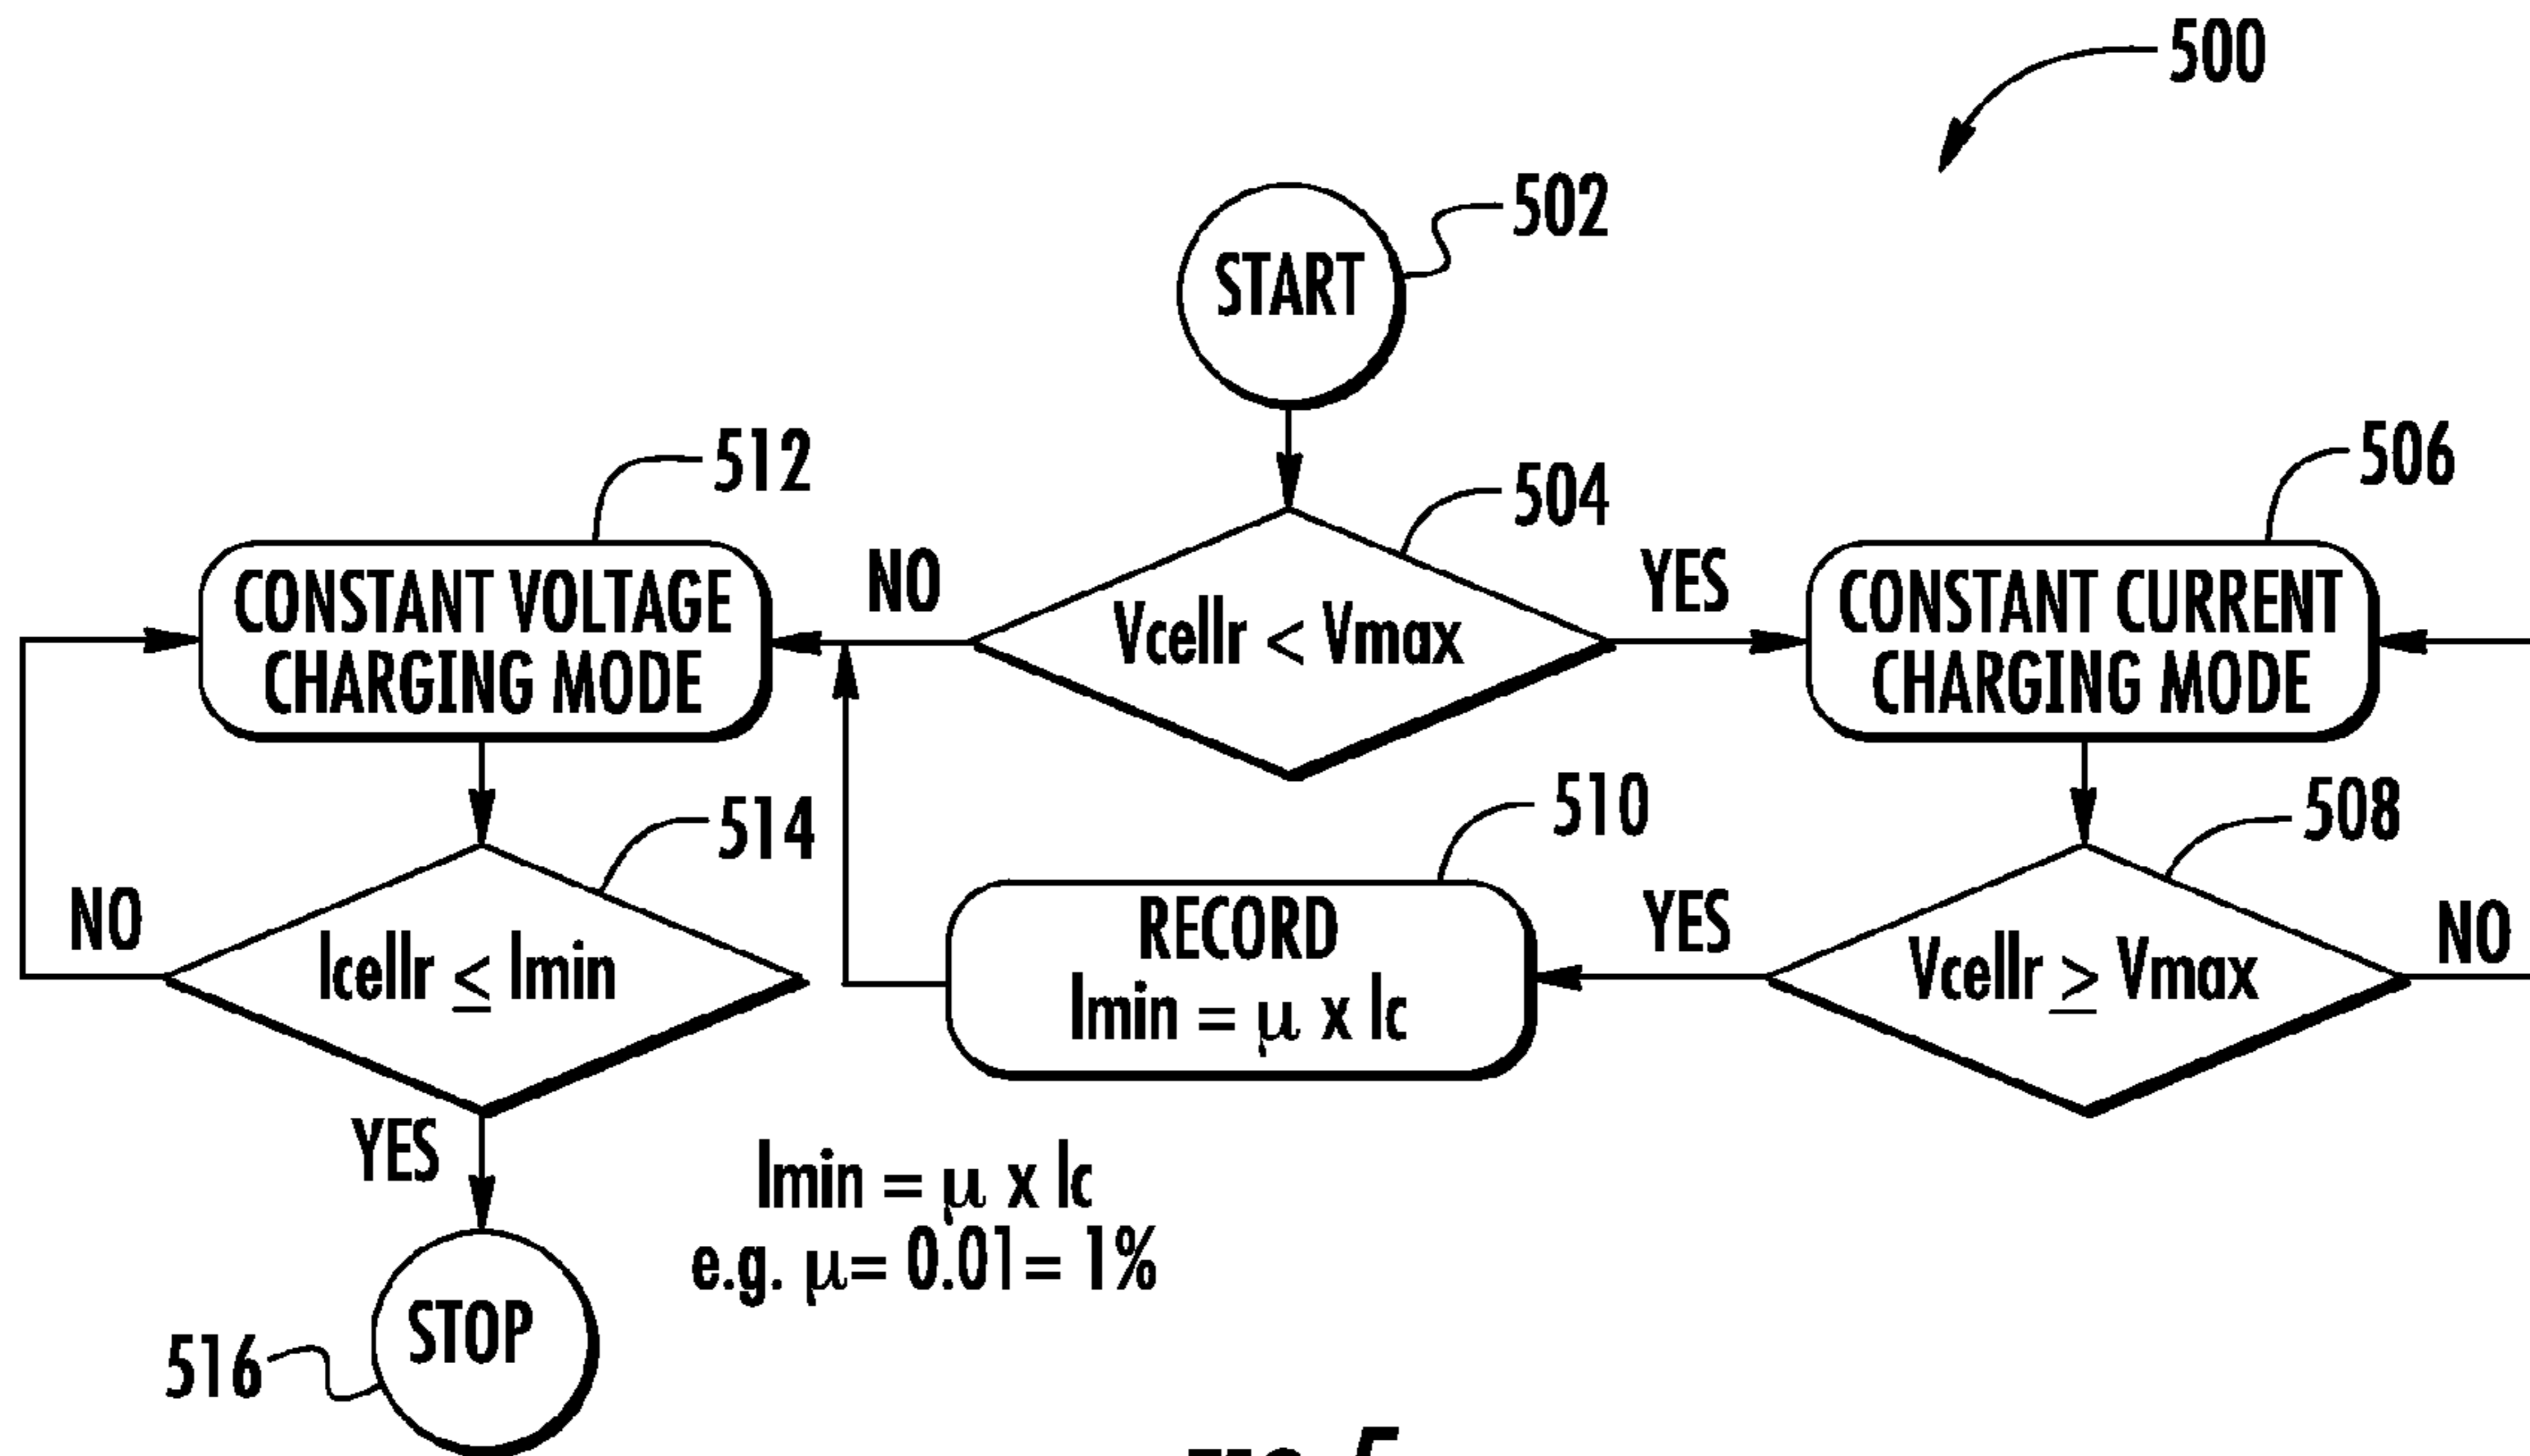 500
502
START
512
504
506
CONSTANT VOLTAGE
CHARGING MODE
NO
Vcellr < Vmax
YES
CONSTANT CURRENT
CHARGING MODE
514
510
508
NO
Icellr ≤ Imin
RECORD
Imin = μ x Ic
YES
Vcellr ≥ Vmax
NO
YES
Imin = μ x Ic
e.g. μ= 0.01= 1%
STOP
516